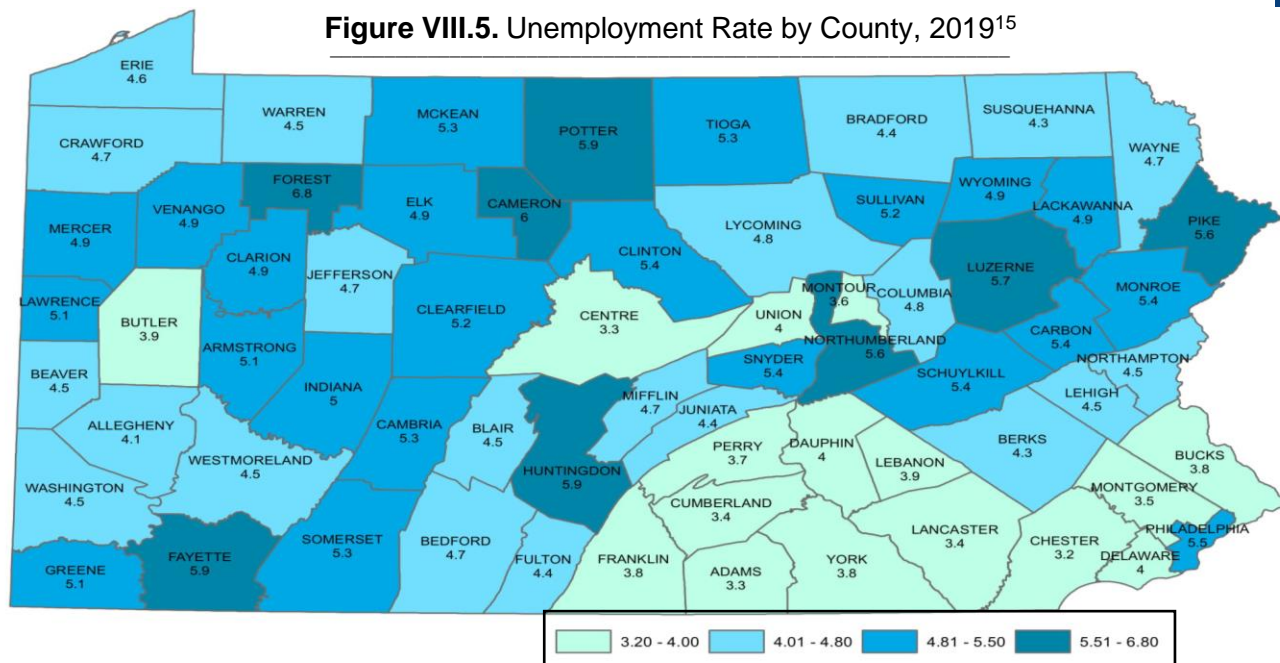 Figure VIII.5. Unemployment Rate by County, 2019¹⁵
ERIE
4.6
CRAWFORD
4.7
WARREN
4.5
MCKEAN
5.3
POTTER
5.9
TIOGA
5.3
BRADFORD
4.4
SUSQUEHANNA
4.3
WAYNE
4.7
MERCER
4.9
VENANGO
4.9
FOREST
6.8
ELK
4.9
CAMERON
6
CLINTON
5.4
LYCOMING
4.8
SULLIVAN
5.2
WYOMING
4.9
LACKAWANNA
4.9
PIKE
5.6
LAWRENCE
5.1
BUTLER
3.9
CLARION
4.9
JEFFERSON
4.7
CLEARFIELD
5.2
CENTRE
3.3
UNION
4
MONTOUR
3.6
COLUMBIA
4.8
LUZERNE
5.7
MONROE
5.4
CARBON
5.4
BEAVER
4.5
ARMSTRONG
5.1
INDIANA
5
SNYDER
5.4
NORTHUMBERLAND
5.6
SCHUYLKILL
5.4
NORTHAMPTON
4.5
LEHIGH
4.5
ALLEGHENY
4.1
WESTMORELAND
4.5
CAMBRIA
5.3
BLAIR
4.5
HUNTINGDON
5.9
MIFFLIN
4.7
JUNIATA
4.4
PERRY
3.7
DAUPHIN
4
LEBANON
3.9
BERKS
4.3
BUCKS
3.8
MONTGOMERY
3.5
WASHINGTON
4.5
GREENE
5.1
FAYETTE
5.9
SOMERSET
5.3
BEDFORD
4.7
FULTON
4.4
FRANKLIN
3.8
CUMBERLAND
3.4
ADAMS
3.3
YORK
3.8
LANCASTER
3.4
CHESTER
3.2
DELAWARE
4
PHILADELPHIA
5.5
3.20 - 4.00
4.01 - 4.80
4.81 - 5.50
5.51 - 6.80